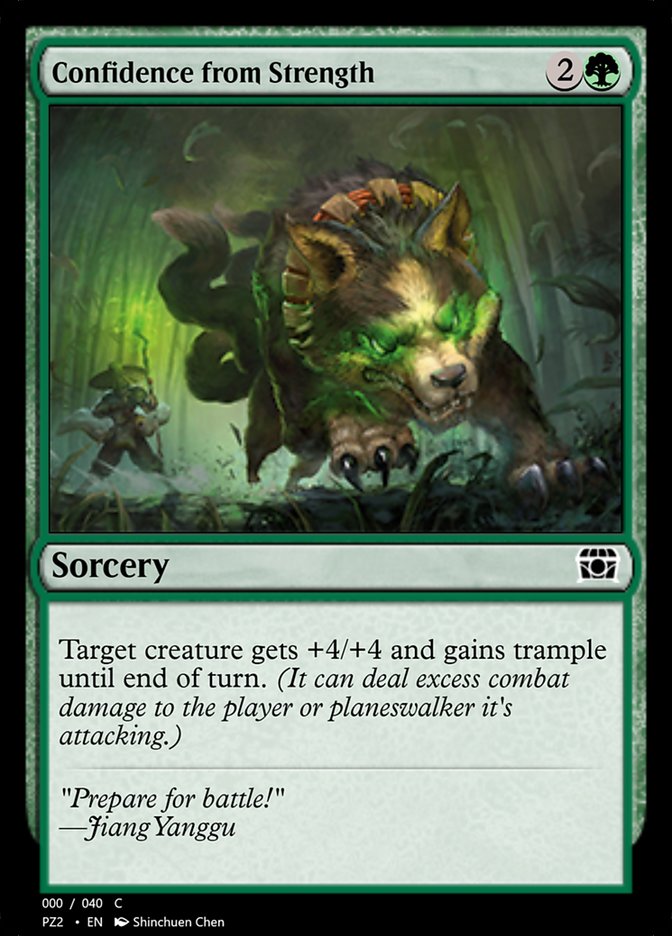 Confidence from Strength 2
Sorcery
Target creature gets +4/+4 and gains trample
until end of turn. (It can deal excess combat
damage to the player or planeswalker it's
attacking.)
"Prepare for battle!"
—Jiang Yanggu
000 / 040 C
PZ2 • EN Shinchuen Chen